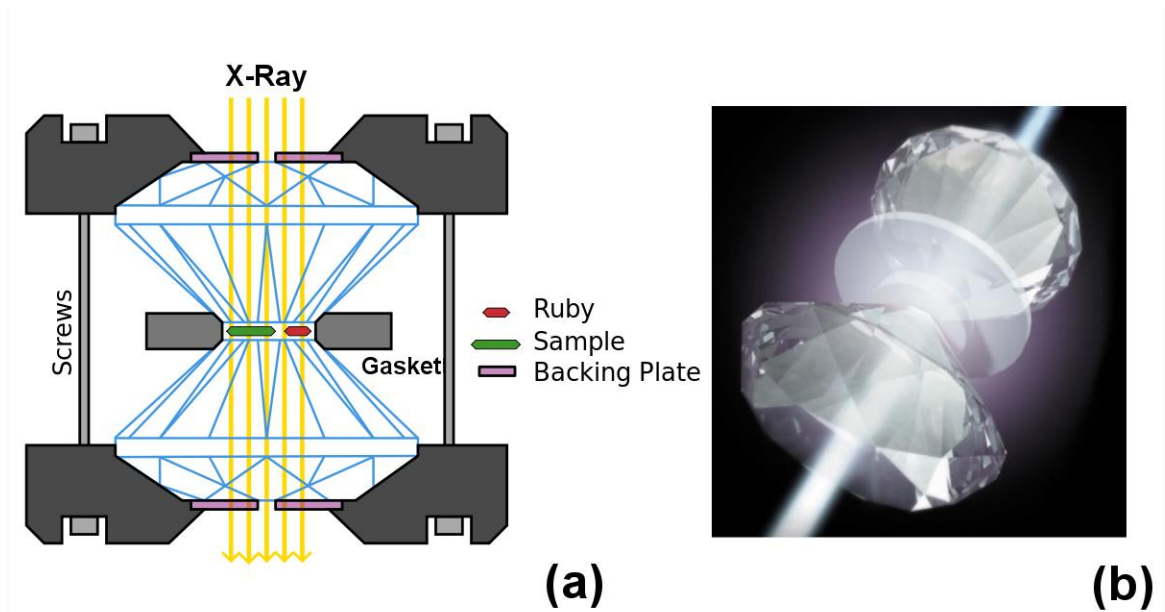 X-Ray
Screws
Gasket
Ruby
Sample
Backing Plate
(a)
(b)